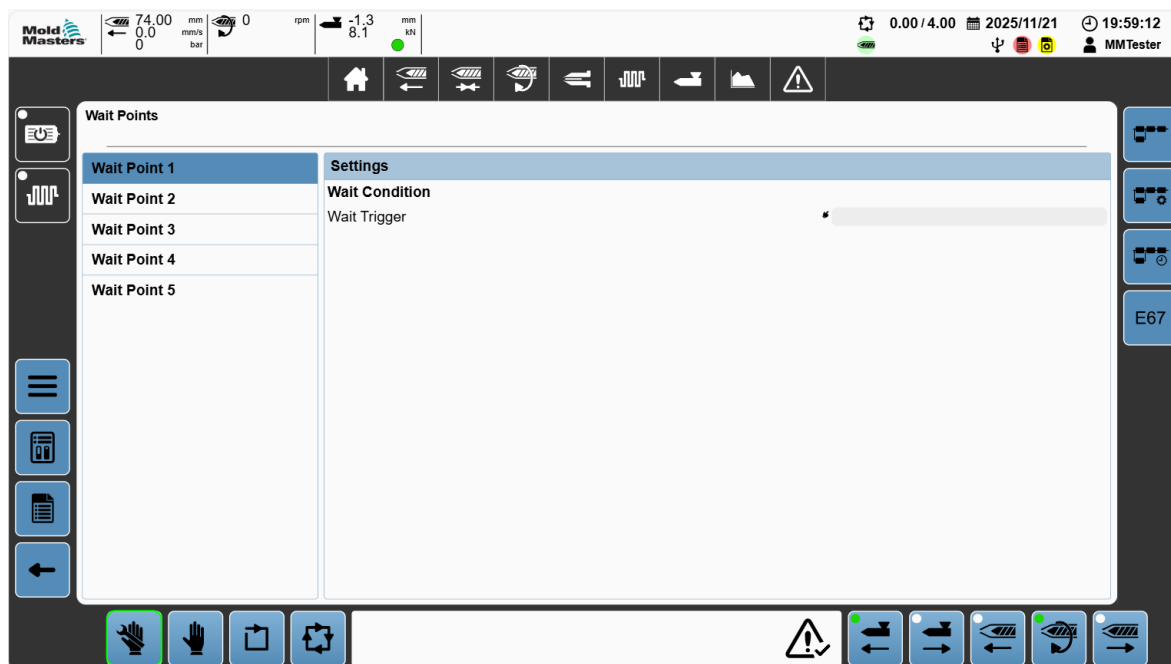 Mold
Masters
74.00 mm
0.0 mm/s
0 bar
0 rpm
-1.3 mm
8.1 kN
0.00 / 4.00
2025/11/21
19:59:12
MMTester
Wait Points
Wait Point 1
Wait Point 2
Wait Point 3
Wait Point 4
Wait Point 5
Settings
Wait Condition
Wait Trigger
E67